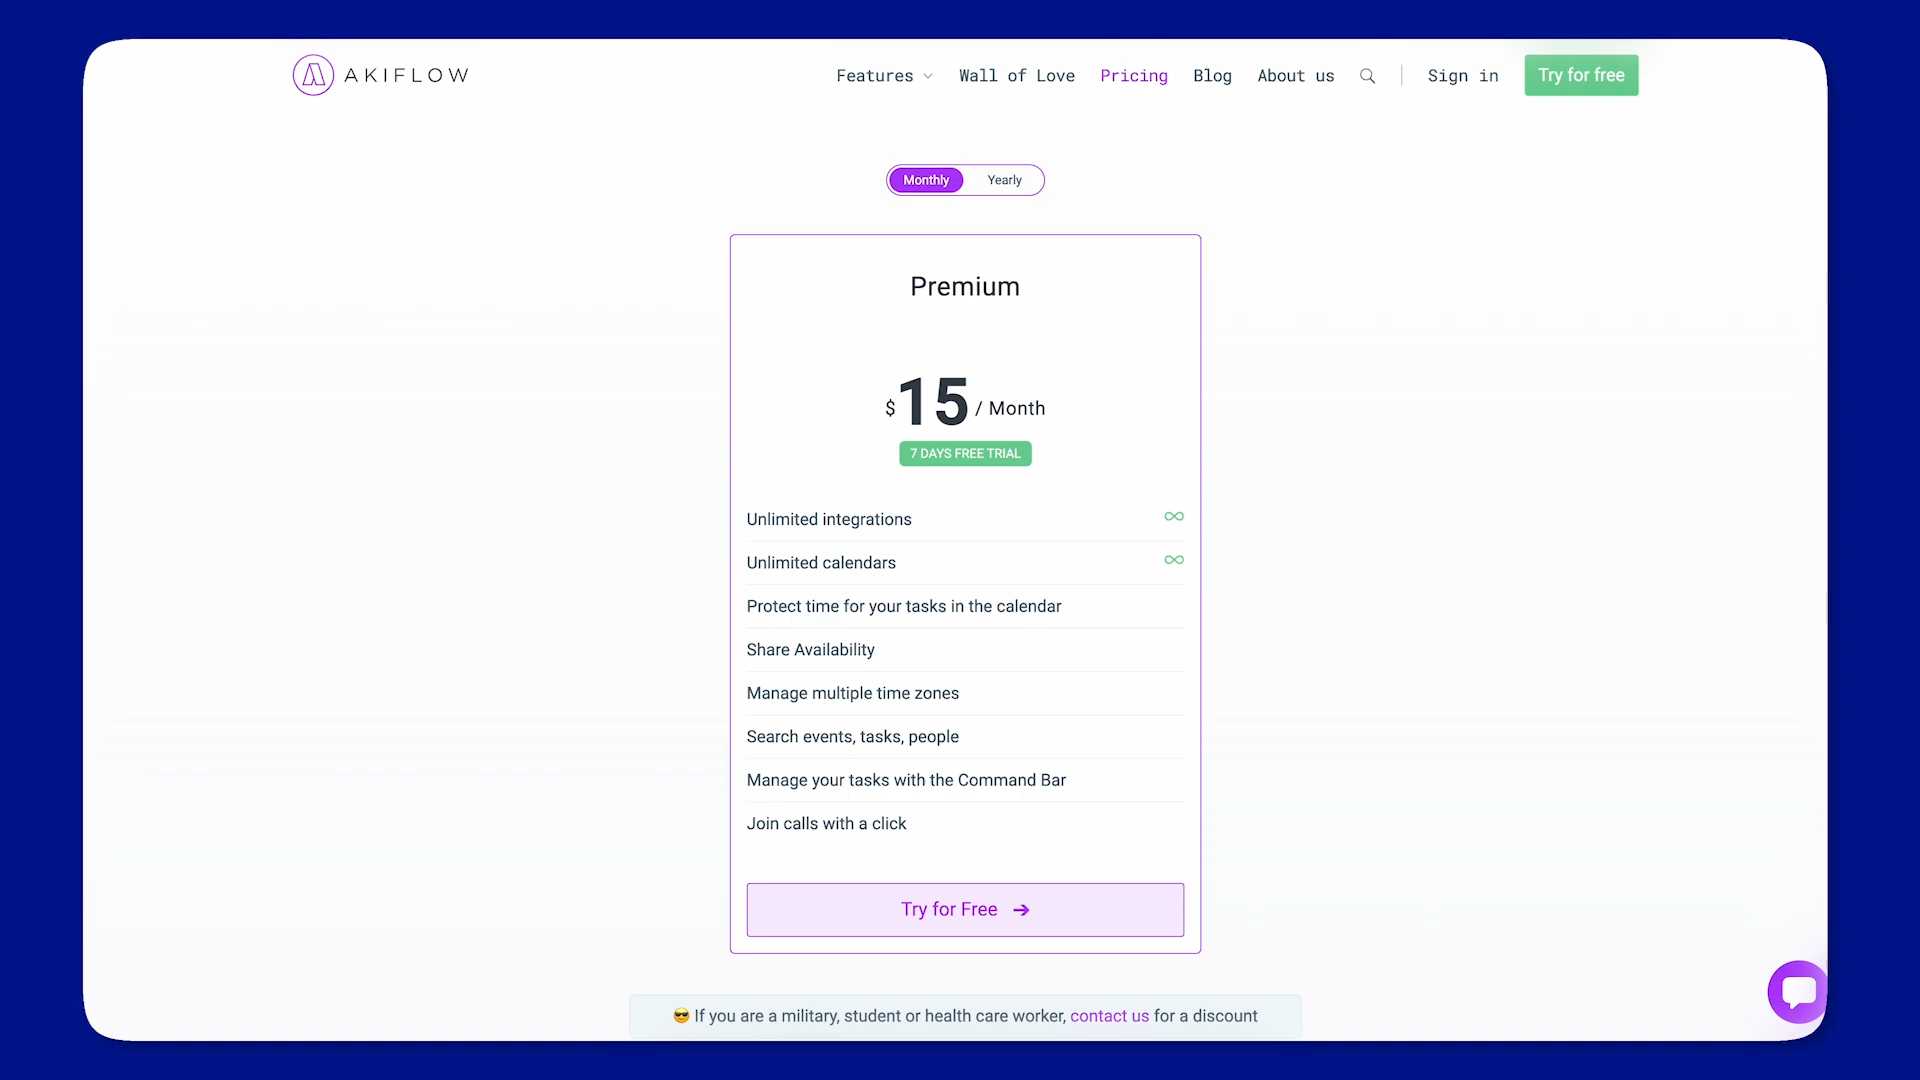 AKIFLOW
Features
Wall of Love
Pricing
Blog
About us
Sign in
Try for free
Monthly
Yearly
Premium
$15 / Month
7 DAYS FREE TRIAL
Unlimited integrations
Unlimited calendars
Protect time for your tasks in the calendar
Share Availability
Manage multiple time zones
Search events, tasks, people
Manage your tasks with the Command Bar
Join calls with a click
Try for Free →
😎 If you are a military, student or health care worker, contact us for a discount